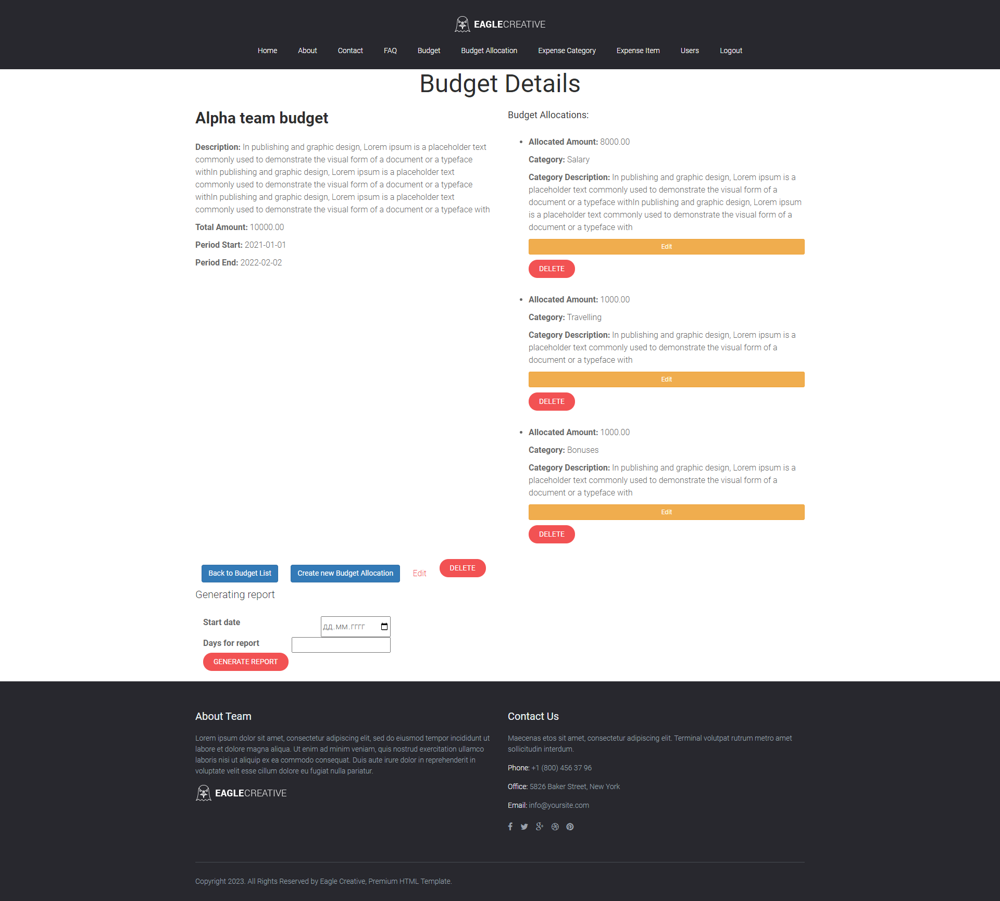 EAGLECREATIVE
Home About Contact FAQ Budget Budget Allocation Expense Category Expense Item Users Logout
Budget Details
Alpha team budget
Description: In publishing and graphic design, Lorem ipsum is a placeholder text
commonly used to demonstrate the visual form of a document or a typeface
withIn publishing and graphic design, Lorem ipsum is a placeholder text
commonly used to demonstrate the visual form of a document or a typeface
withIn publishing and graphic design, Lorem ipsum is a placeholder text
commonly used to demonstrate the visual form of a document or a typeface with
Total Amount: 10000.00
Period Start: 2021-01-01
Period End: 2022-02-02
Budget Allocations:
• Allocated Amount: 8000.00
Category: Salary
Category Description: In publishing and graphic design, Lorem ipsum is a
placeholder text commonly used to demonstrate the visual form of a
document or a typeface withIn publishing and graphic design, Lorem ipsum
is a placeholder text commonly used to demonstrate the visual form of a
document or a typeface with
Edit
DELETE
• Allocated Amount: 1000.00
Category: Travelling
Category Description: In publishing and graphic design, Lorem ipsum is a
placeholder text commonly used to demonstrate the visual form of a
document or a typeface with
Edit
DELETE
• Allocated Amount: 1000.00
Category: Bonuses
Category Description: In publishing and graphic design, Lorem ipsum is a
placeholder text commonly used to demonstrate the visual form of a
document or a typeface with
Edit
DELETE
Back to Budget List Create new Budget Allocation Edit DELETE
Generating report
Start date ДД.ММ.ГГГГ
Days for report
GENERATE REPORT
About Team
Lorem ipsum dolor sit amet, consectetur adipiscing elit, sed do eiusmod tempor incididunt ut
labore et dolore magna aliqua. Ut enim ad minim veniam, quis nostrud exercitation ullamco
laboris nisi ut aliquip ex ea commodo consequat. Duis aute irure dolor in reprehenderit in
voluptate velit esse cillum dolore eu fugiat nulla pariatur.
EAGLECREATIVE
Contact Us
Maecenas etos sit amet, consectetur adipiscing elit. Terminal volutpat rutrum metro amet
sollicitudin interdum.
Phone: +1 (800) 456 37 96
Office: 5826 Baker Street, New York
Email: info@yoursite.com
Copyright 2023. All Rights Reserved by Eagle Creative, Premium HTML Template.